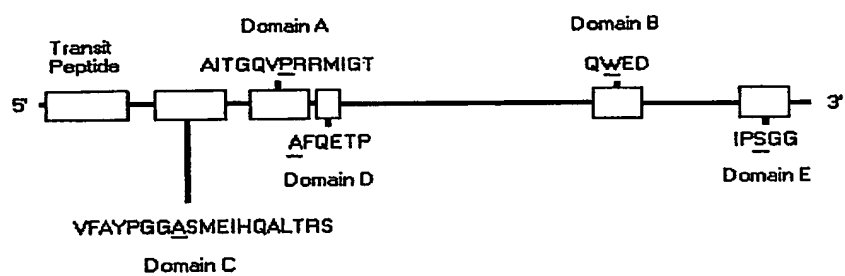 Domain A
Domain B
Transit
Peptide
AITGQVPRRMIGT
QWED
5'
3'
AFQETP
IPSGG
Domain D
Domain E
VFAYPGGASMEIHQALTRS
Domain C